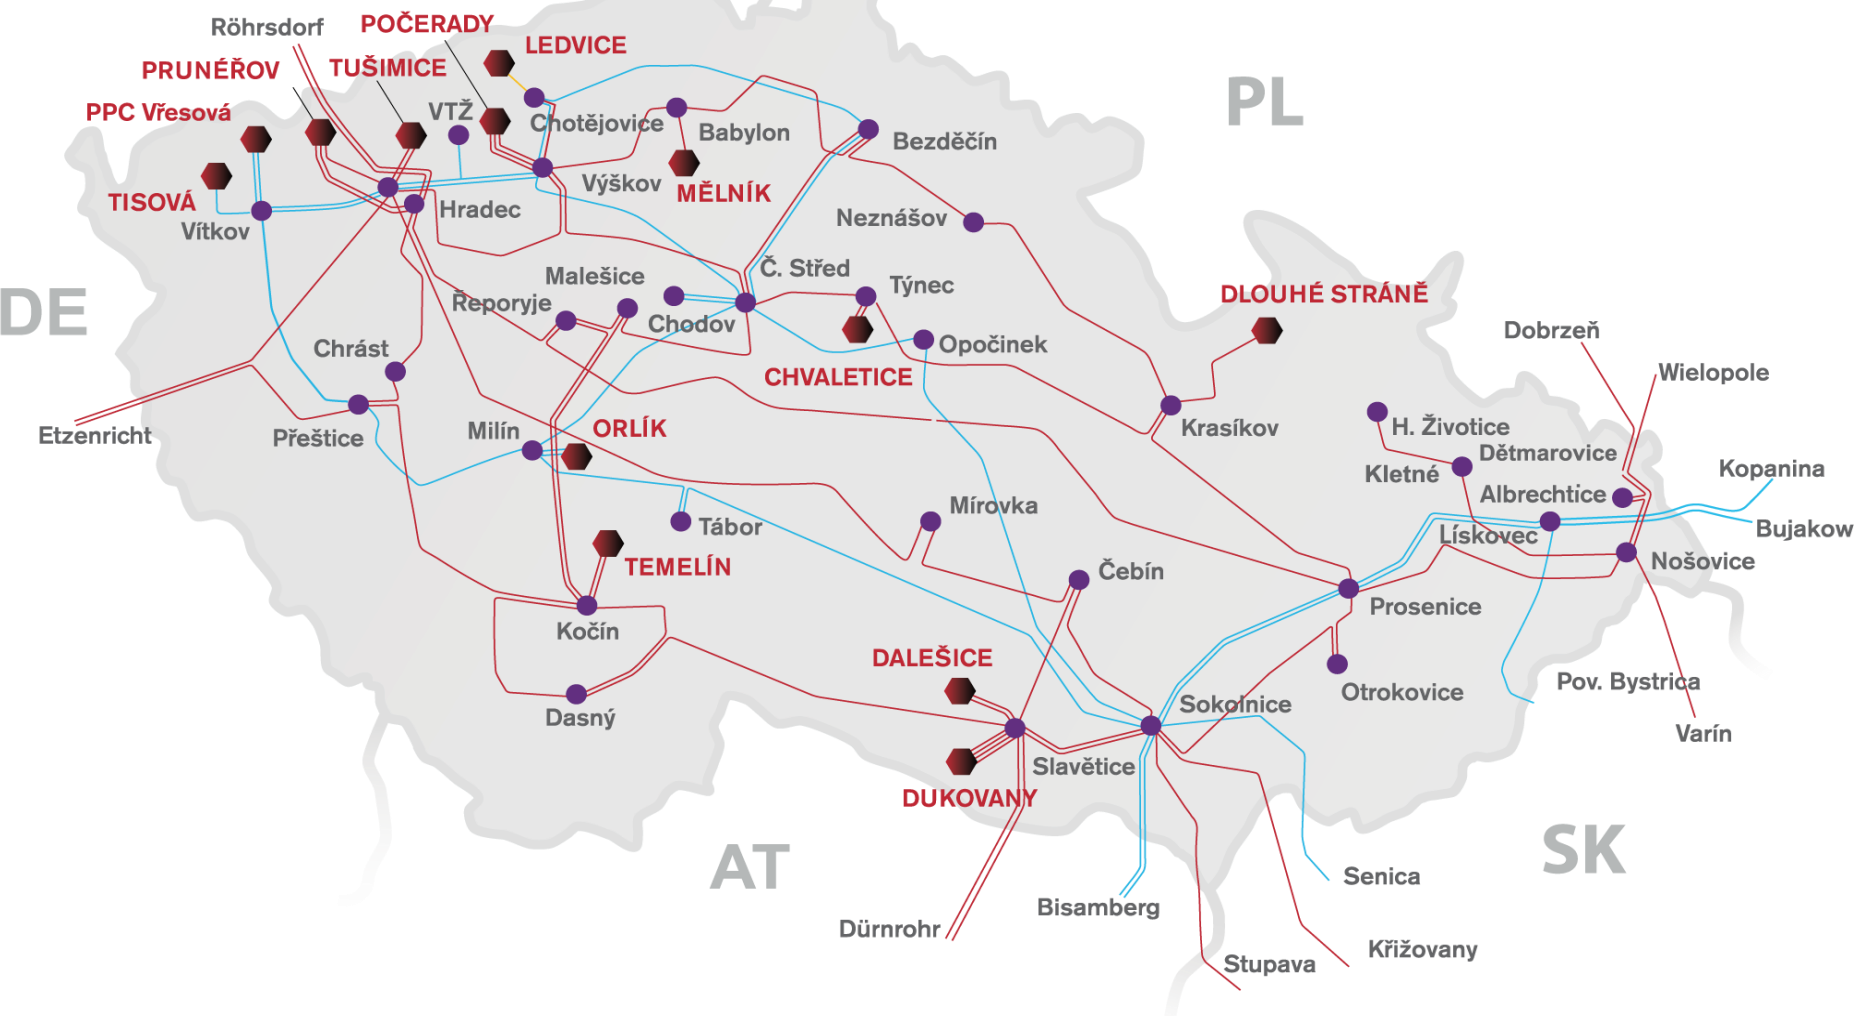 Röhrsdorf
POČERADY
LEDVICE
PRUNÉŘOV
TUŠIMICE
PPC Vřesová
VTŽ
Chotějovice
Babylon
Bezděčín
PL
TISOVÁ
Výškov
MĚLNÍK
Hradec
Vítkov
Neznášov
Č. Střed
Malešice
Týnec
Řeporyje
DLOUHÉ STRÁNĚ
DE
Chodov
Dobrzeň
Opočinek
Chrást
CHVALETICE
Wielopole
Etzenricht
Přeštice
Milín
ORLÍK
Krasíkov
H. Životice
Dětmarovice
Kletné
Kopanina
Albrechtice
Mírovka
Tábor
Lískovec
Bujakow
TEMELÍN
Čebín
Nošovice
Prosenice
Kočín
DALEŠICE
Otrokovice
Pov. Bystrica
Sokolnice
Dasný
Varín
Slavětice
DUKOVANY
AT
SK
Senica
Bisamberg
Dürnrohr
Křižovany
Stupava